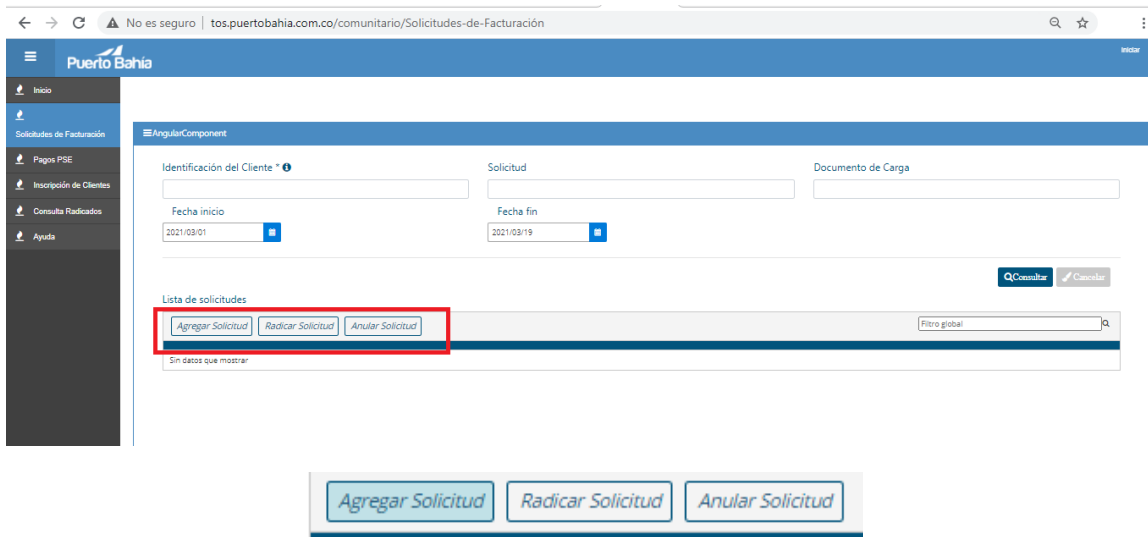 No es seguro | tos.puertobahia.com.co/comunitario/Solicitudes-de-Facturación
Puerto Bahía
Iniciar
Inicio
Solicitudes de Facturación
Pagos PSE
Inscripción de Clientes
Consulta Radicados
Ayuda
AngularComponent
Identificación del Cliente * Solicitud Documento de Carga
Fecha inicio Fecha fin
2021/03/01 2021/03/19
Consultar Cancelar
Lista de solicitudes
Agregar Solicitud Radicar Solicitud Anular Solicitud Filtro global
Sin datos que mostrar
Agregar Solicitud Radicar Solicitud Anular Solicitud